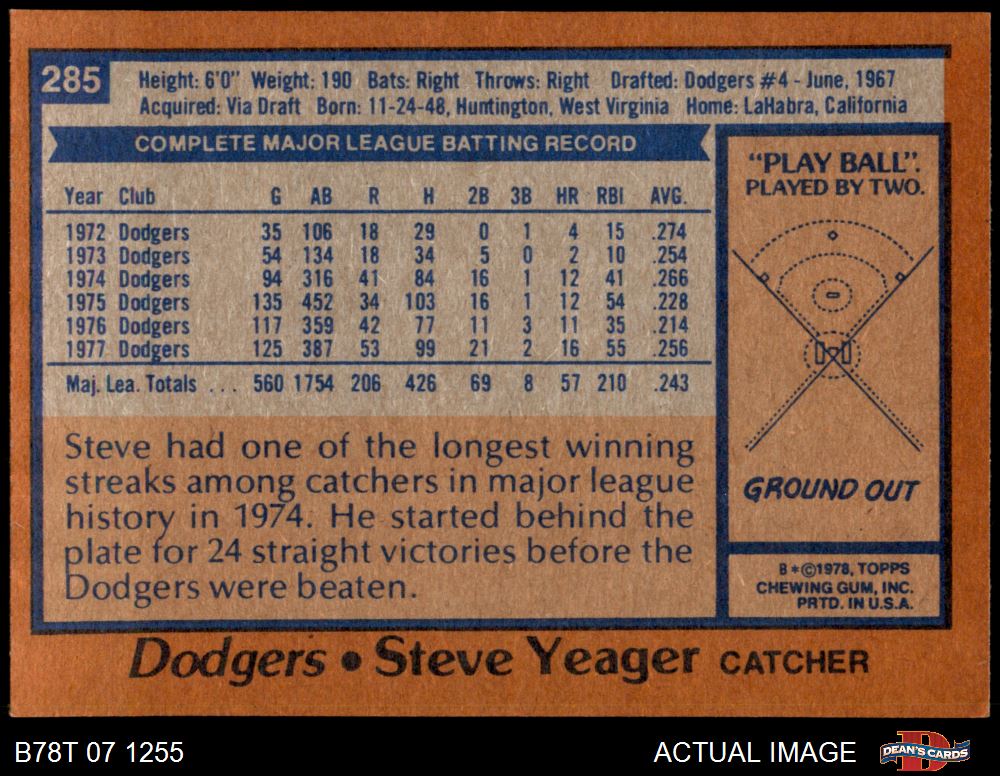 285
Height: 6'0" Weight: 190 Bats: Right Throws: Right Drafted: Dodgers #4 - June, 1967
Acquired: Via Draft Born: 11-24-48, Huntington, West Virginia Home: LaHabra, California
COMPLETE MAJOR LEAGUE BATTING RECORD
Year Club G AB R H 2B 3B HR RBI AVG.
1972 Dodgers 35 106 18 29 0 1 4 15 .274
1973 Dodgers 54 134 18 34 5 0 2 10 .254
1974 Dodgers 94 316 41 84 16 1 12 41 .266
1975 Dodgers 135 452 34 103 16 1 12 54 .228
1976 Dodgers 117 359 42 77 11 3 11 35 .214
1977 Dodgers 125 387 53 99 21 2 16 55 .256
Maj. Lea. Totals ... 560 1754 206 426 69 8 57 210 .243
Steve had one of the longest winning
streaks among catchers in major league
history in 1974. He started behind the
plate for 24 straight victories before the
Dodgers were beaten.
"PLAY BALL".
PLAYED BY TWO.
GROUND OUT
B*©1978, TOPPS
CHEWING GUM, INC.
PRTD. IN U.S.A.
Dodgers • Steve Yeager CATCHER
B78T 07 1255
ACTUAL IMAGE
DEAN'S CARDS